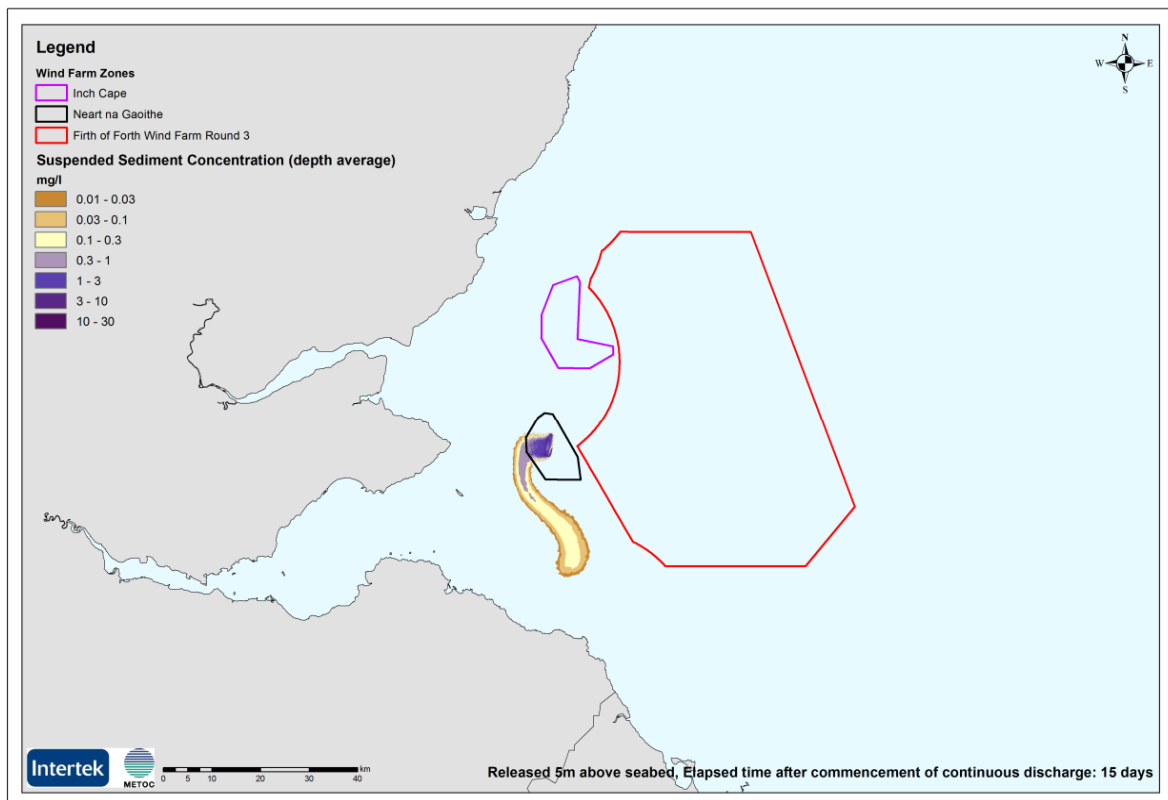 Legend
N
W E
S
Wind Farm Zones
Inch Cape
Neart na Gaoithe
Firth of Forth Wind Farm Round 3
Suspended Sediment Concentration (depth average)
mg/l
0.01 - 0.03
0.03 - 0.1
0.1 - 0.3
0.3 - 1
1 - 3
3 - 10
10 - 30
Intertek
METOC
km
0 5 10 20 30 40
Released 5m above seabed, Elapsed time after commencement of continuous discharge: 15 days